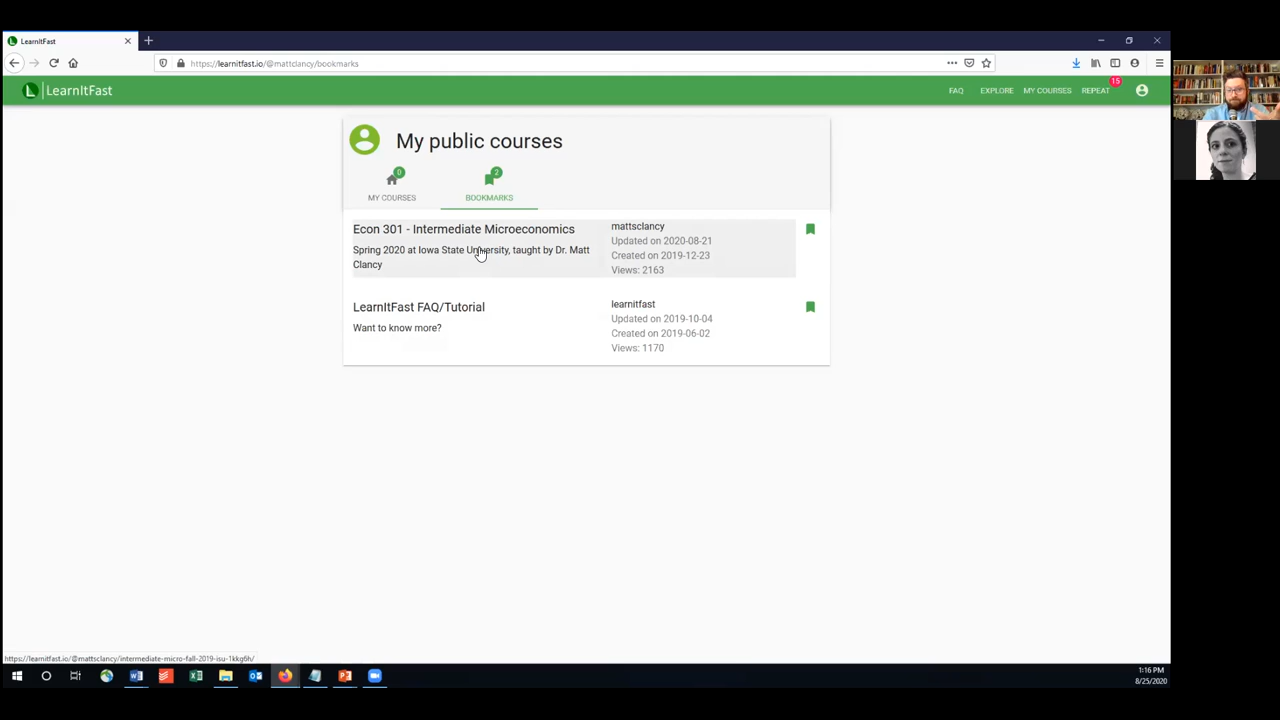 LearnItFast
https://learnitfast.io/@mattclancy/bookmarks
L LearnItFast
FAQ EXPLORE MY COURSES REPEAT 15
My public courses
0 2
MY COURSES BOOKMARKS
Econ 301 - Intermediate Microeconomics
Spring 2020 at Iowa State University, taught by Dr. Matt
Clancy
mattsclancy
Updated on 2020-08-21
Created on 2019-12-23
Views: 2163
LearnItFast FAQ/Tutorial
Want to know more?
learnitfast
Updated on 2019-10-04
Created on 2019-06-02
Views: 1170
https://learnitfast.io/@mattsclancy/intermediate-micro-fall-2019-isu-1kkg6h/
1:16 PM
8/25/2020